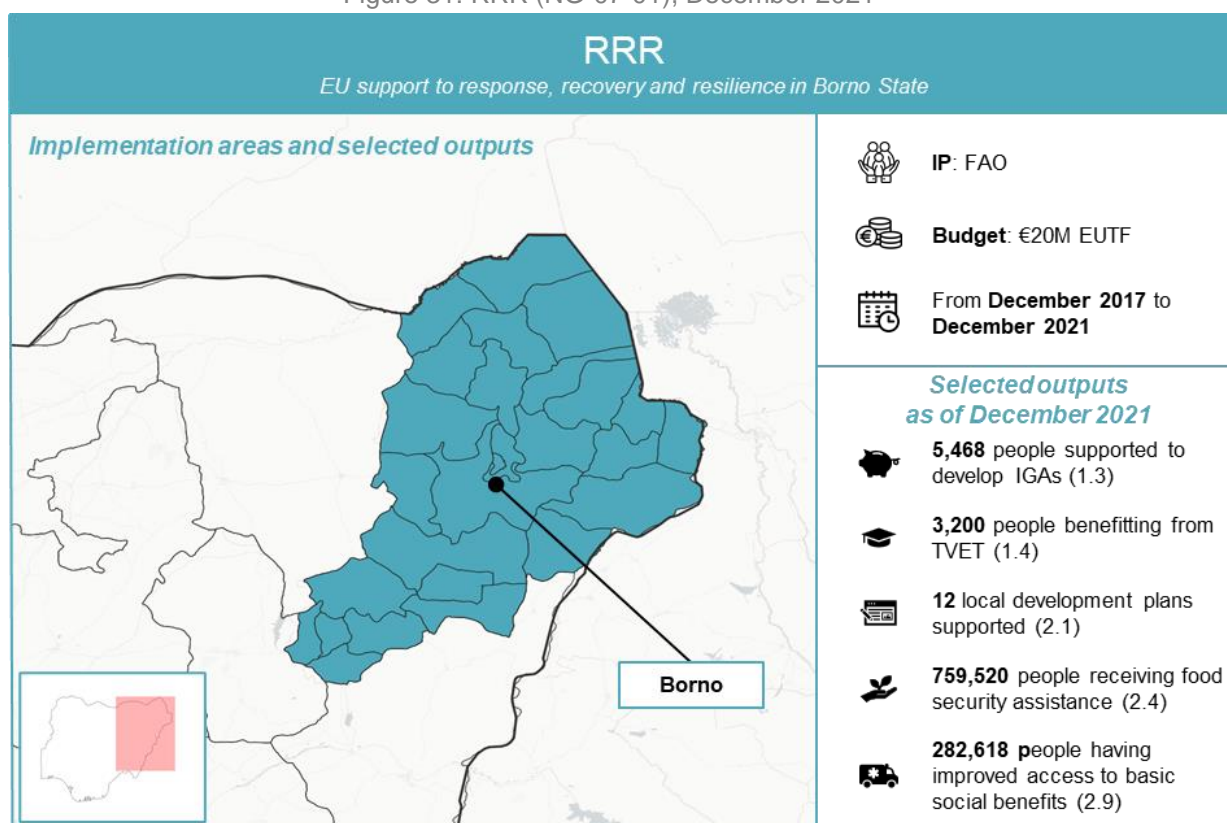 Figure RRR December 2021
RRR
EU support to response, recovery and resilience in Borno State
Implementation areas and selected outputs
Borno
IP: FAO
Budget: €20M EUTF
From December 2017 to
December 2021
Selected outputs
as of December 2021
5,468 people supported to
develop IGAs (1.3)
3,200 people benefitting from
TVET (1.4)
12 local development plans
supported (2.1)
759,520 people receiving food
security assistance (2.4)
282,618 people having
improved access to basic
social benefits (2.9)